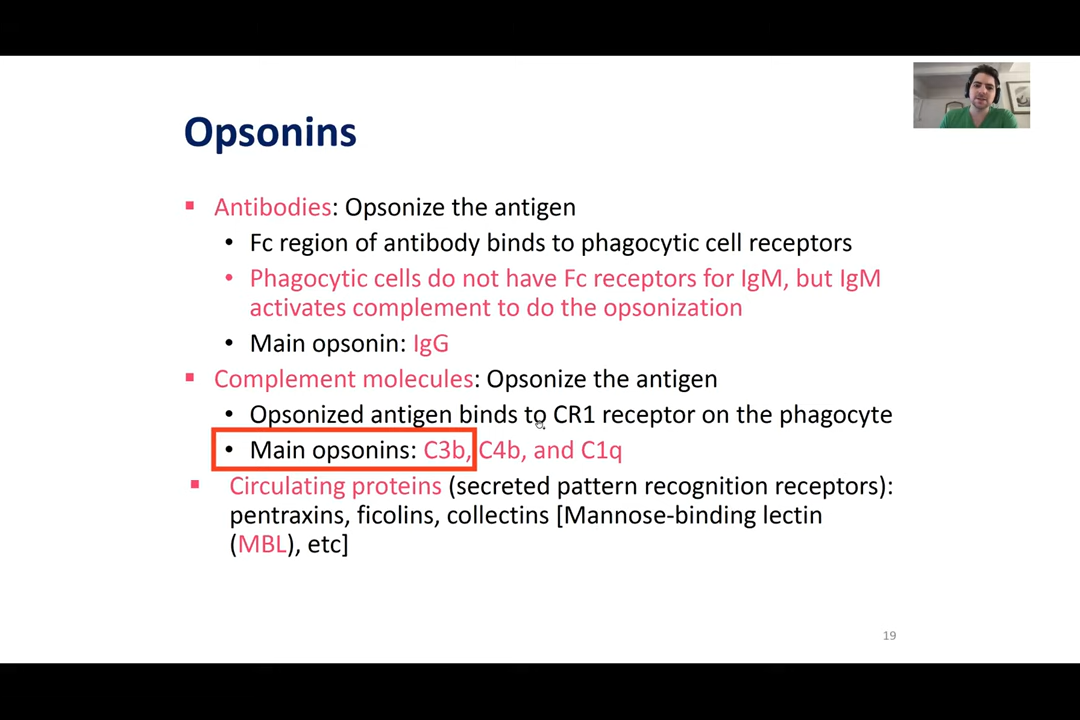 Opsonins
▪ Antibodies: Opsonize the antigen
• Fc region of antibody binds to phagocytic cell receptors
• Phagocytic cells do not have Fc receptors for IgM, but IgM
activates complement to do the opsonization
• Main opsonin: IgG
▪ Complement molecules: Opsonize the antigen
• Opsonized antigen binds to CR1 receptor on the phagocyte
• Main opsonins: C3b, C4b, and C1q
▪ Circulating proteins (secreted pattern recognition receptors):
pentraxins, ficolins, collectins [Mannose-binding lectin
(MBL), etc]
19